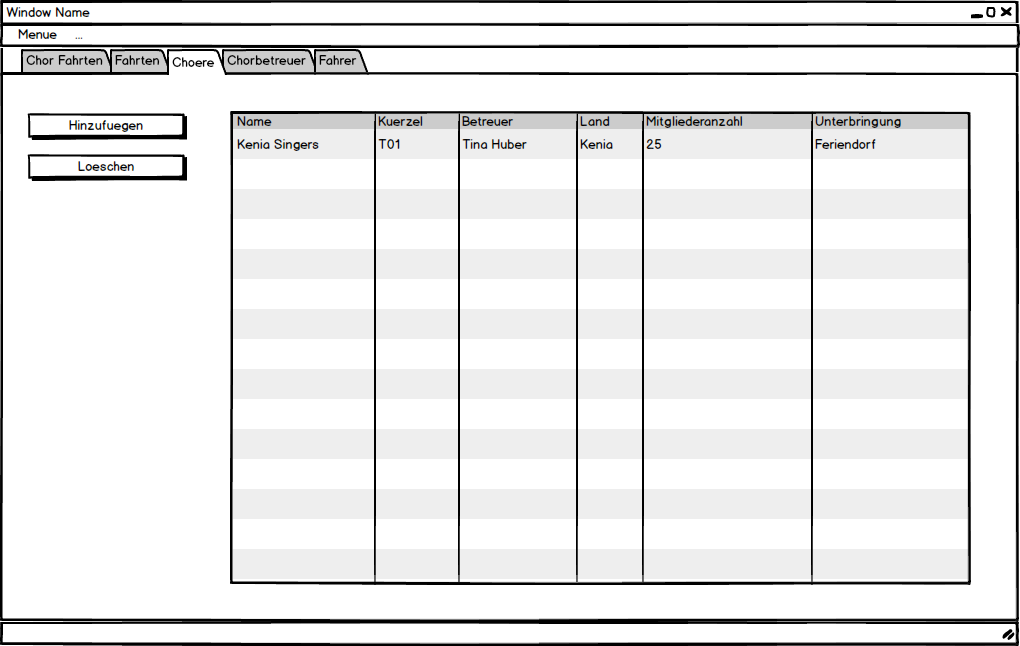 Window Name
Menue ...
Chor Fahrten Fahrten Choere Chorbetreuer Fahrer
Hinzufuegen
Loeschen
Name Kuerzel Betreuer Land Mitgliederanzahl Unterbringung
Kenia Singers T01 Tina Huber Kenia 25 Feriendorf